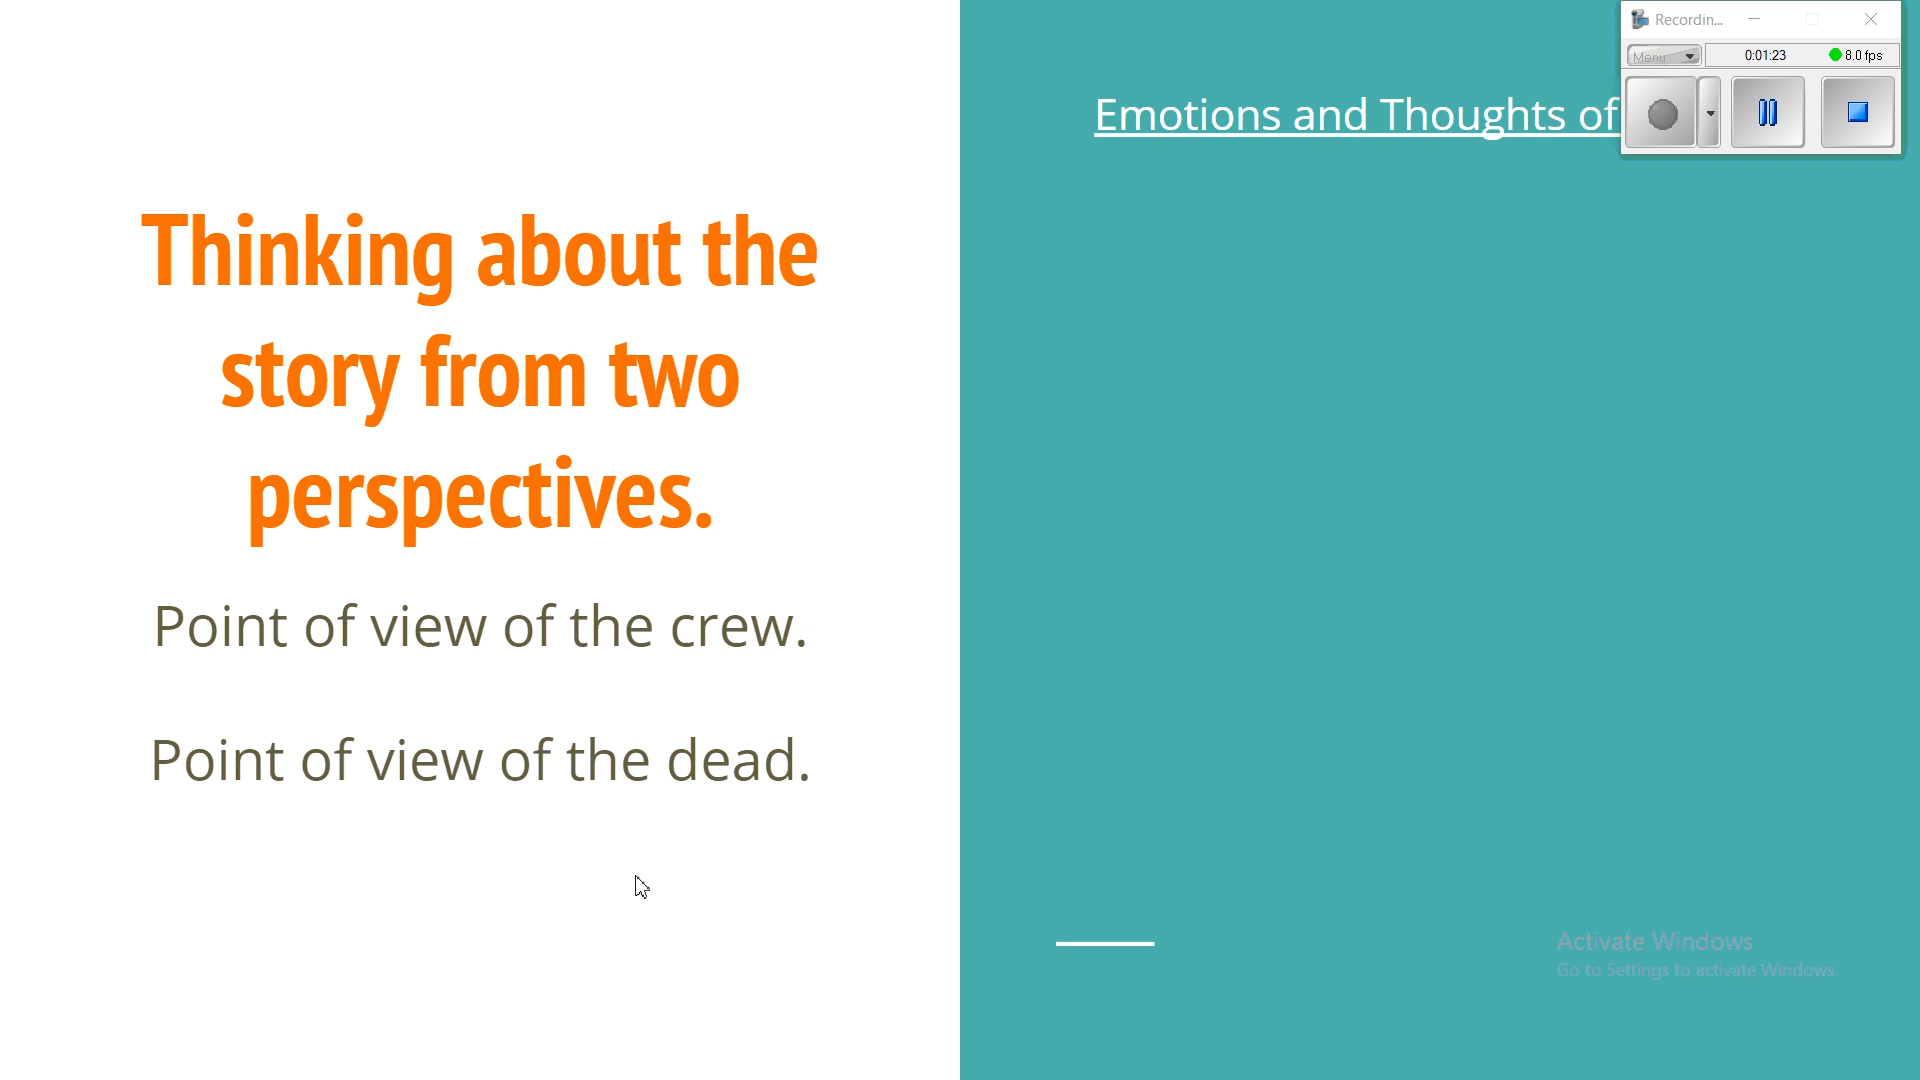 Thinking about the
story from two
perspectives.
Point of view of the crew.
Point of view of the dead.
Emotions and Thoughts of
Recordin...
Menu
0:01:23
8.0 fps
Activate Windows
Go to Settings to activate Windows.